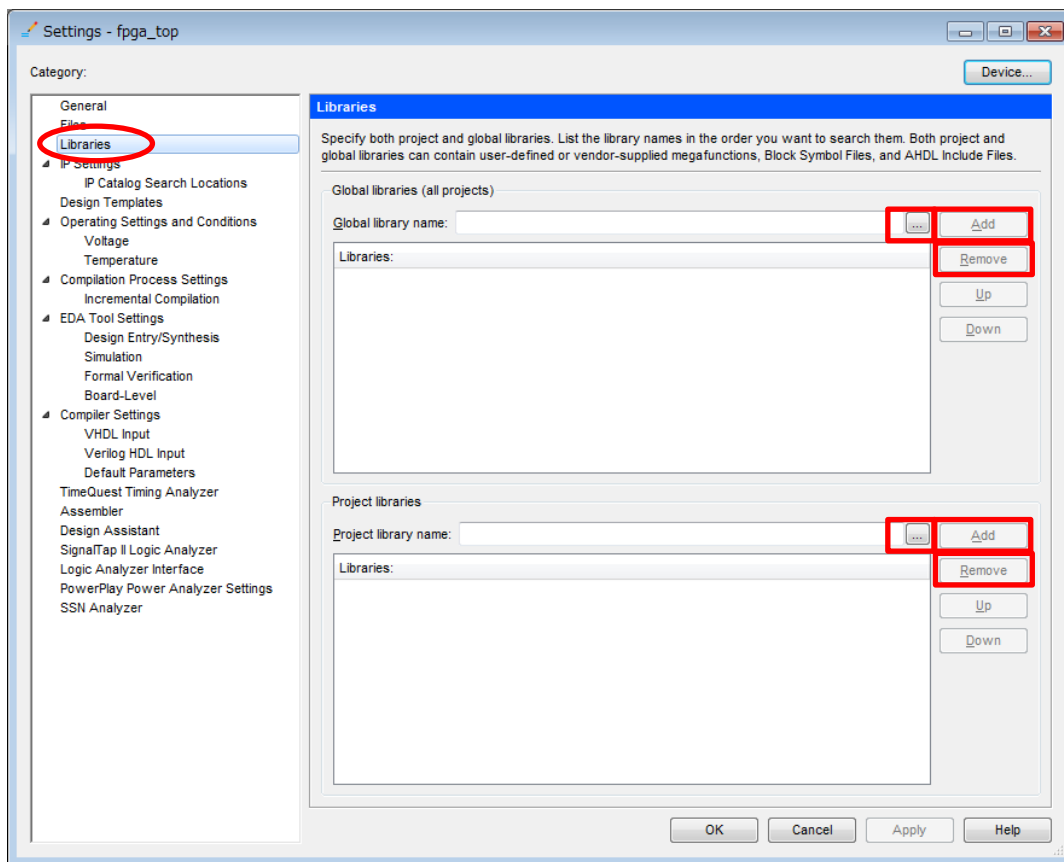 Settings - fpga_top
Category:
Device...
General
Files
Libraries
IP Settings
IP Catalog Search Locations
Design Templates
Operating Settings and Conditions
Voltage
Temperature
Compilation Process Settings
Incremental Compilation
EDA Tool Settings
Design Entry/Synthesis
Simulation
Formal Verification
Board-Level
Compiler Settings
VHDL Input
Verilog HDL Input
Default Parameters
TimeQuest Timing Analyzer
Assembler
Design Assistant
SignalTap II Logic Analyzer
Logic Analyzer Interface
PowerPlay Power Analyzer Settings
SSN Analyzer
Libraries
Specify both project and global libraries. List the library names in the order you want to search them. Both project and
global libraries can contain user-defined or vendor-supplied megafunctions, Block Symbol Files, and AHDL Include Files.
Global libraries (all projects)
Global library name:
...
Add
Libraries:
Remove
Up
Down
Project libraries
Project library name:
...
Add
Libraries:
Remove
Up
Down
OK
Cancel
Apply
Help